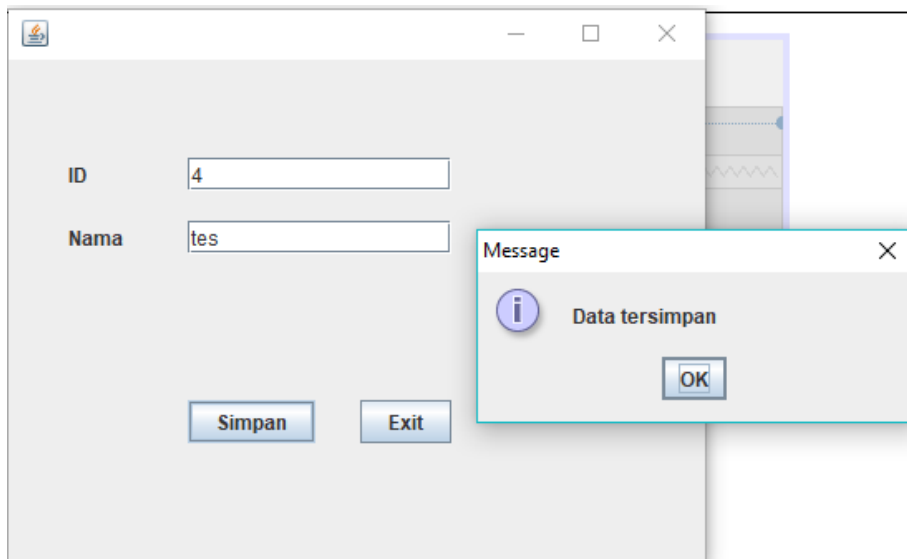 ID
4
Nama
tes
Message
Data tersimpan
OK
Simpan
Exit